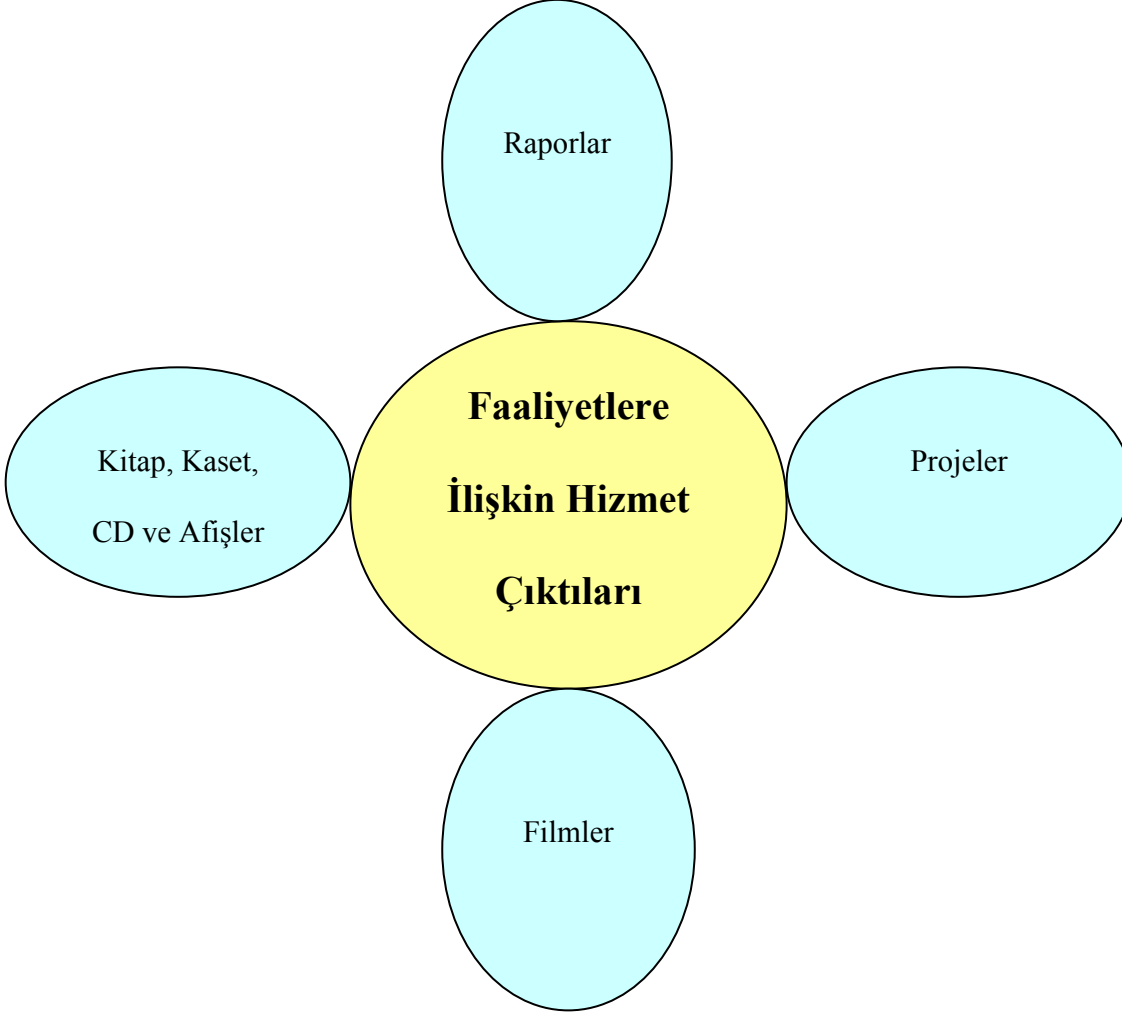 Raporlar
Faaliyetlere
İlişkin Hizmet
Çıktıları
Kitap, Kaset,
CD ve Afişler
Projeler
Filmler